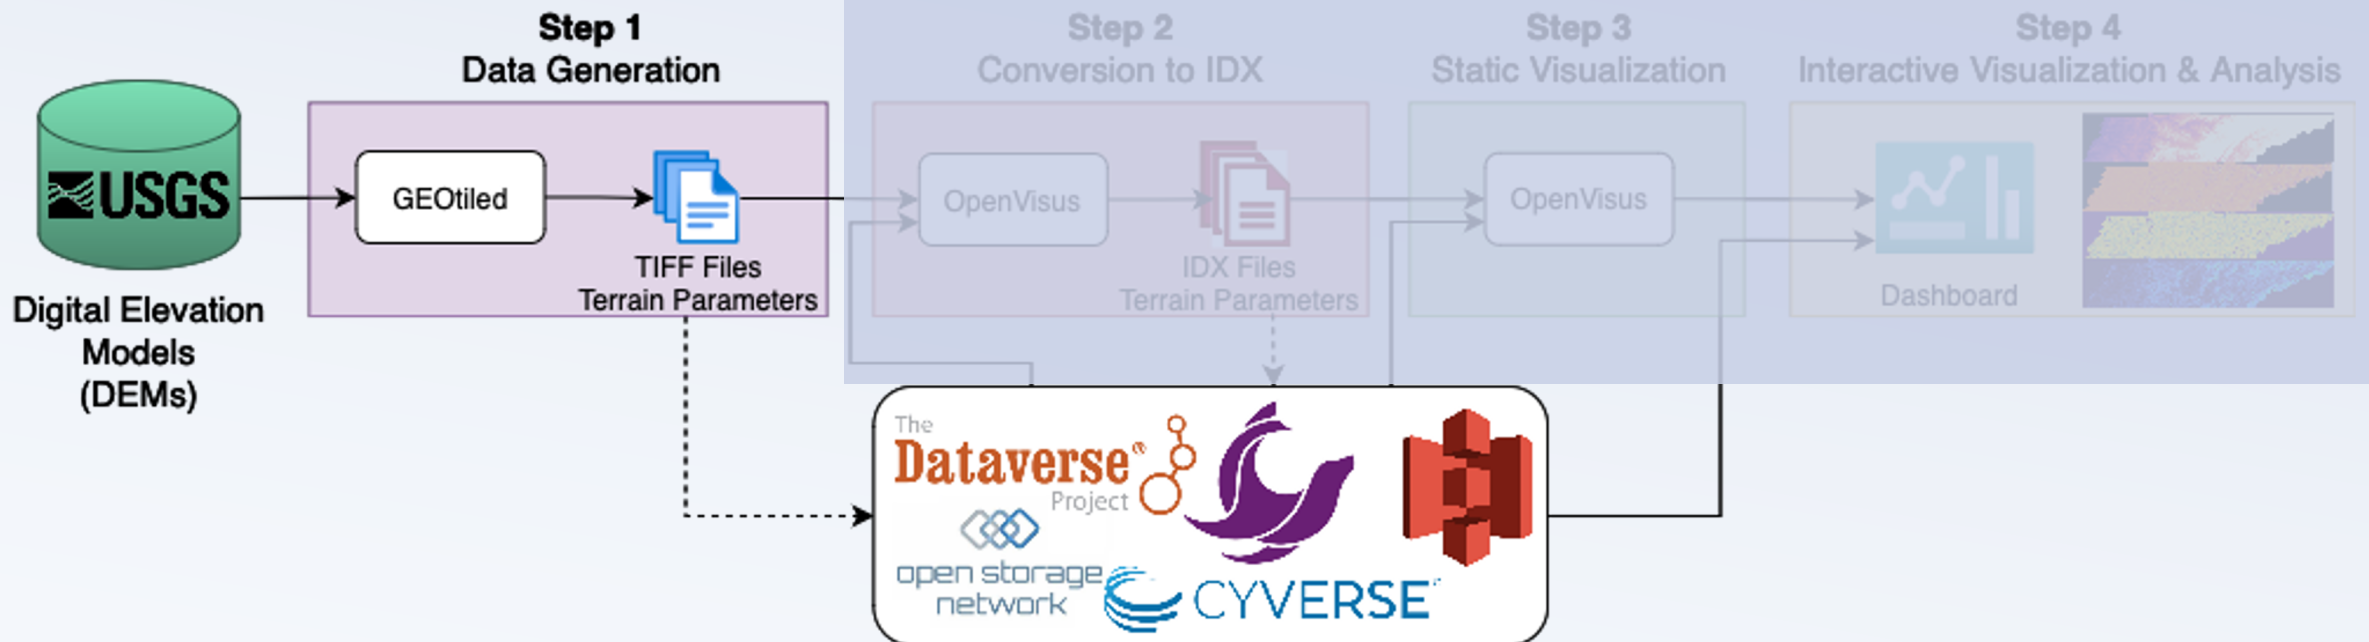 Step 1
Data Generation
Step 2
Conversion to IDX
Step 3
Static Visualization
Step 4
Interactive Visualization & Analysis
USGS
Digital Elevation
Models
(DEMs)
GEOtiled
TIFF Files
Terrain Parameters
OpenVisus
IDX Files
Terrain Parameters
OpenVisus
Dashboard
The
Dataverse®
Project
open storage
network
CYVERSE